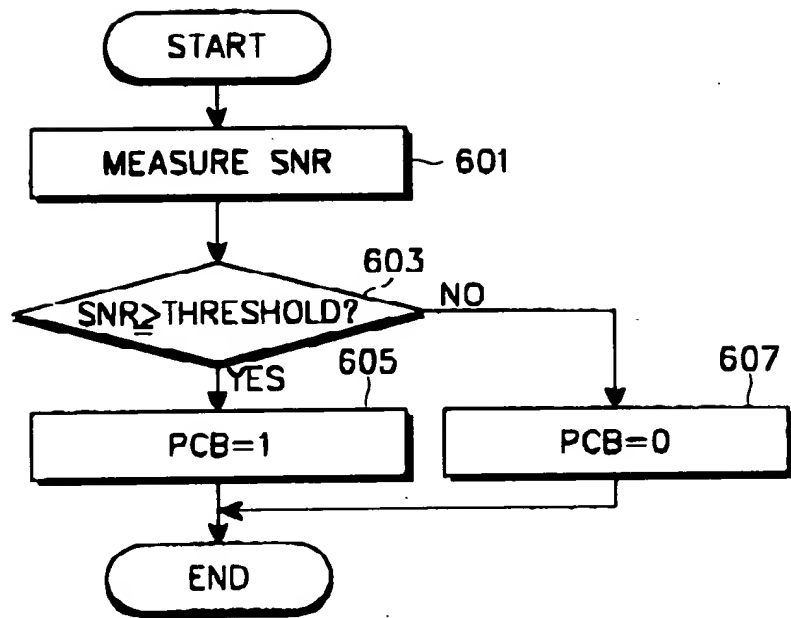 START
MEASURE SNR
601
603
SNR≧THRESHOLD?
NO
YES
605
607
PCB=1
PCB=0
END